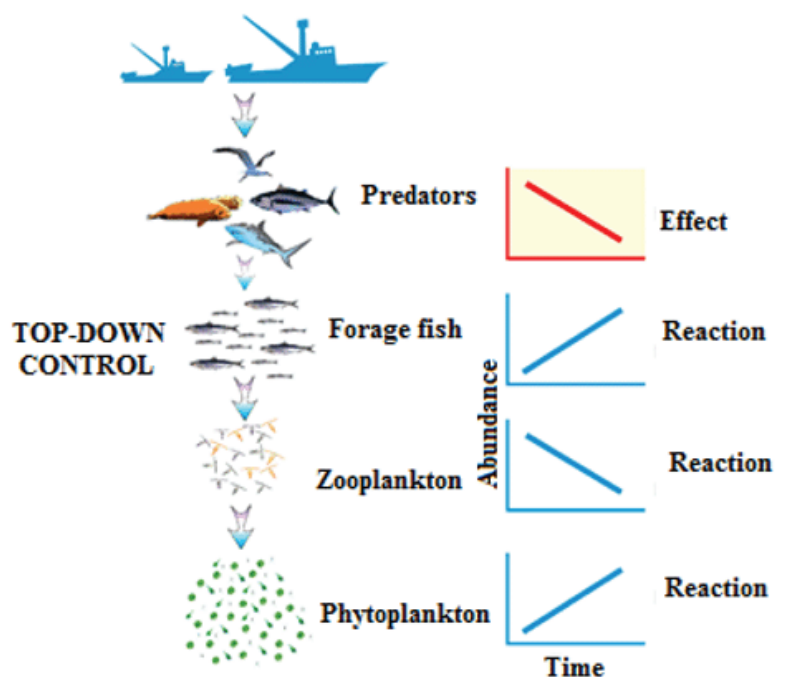 Predators
Effect
TOP-DOWN
CONTROL
Forage fish
Reaction
Abundance
Zooplankton
Reaction
Phytoplankton
Reaction
Time